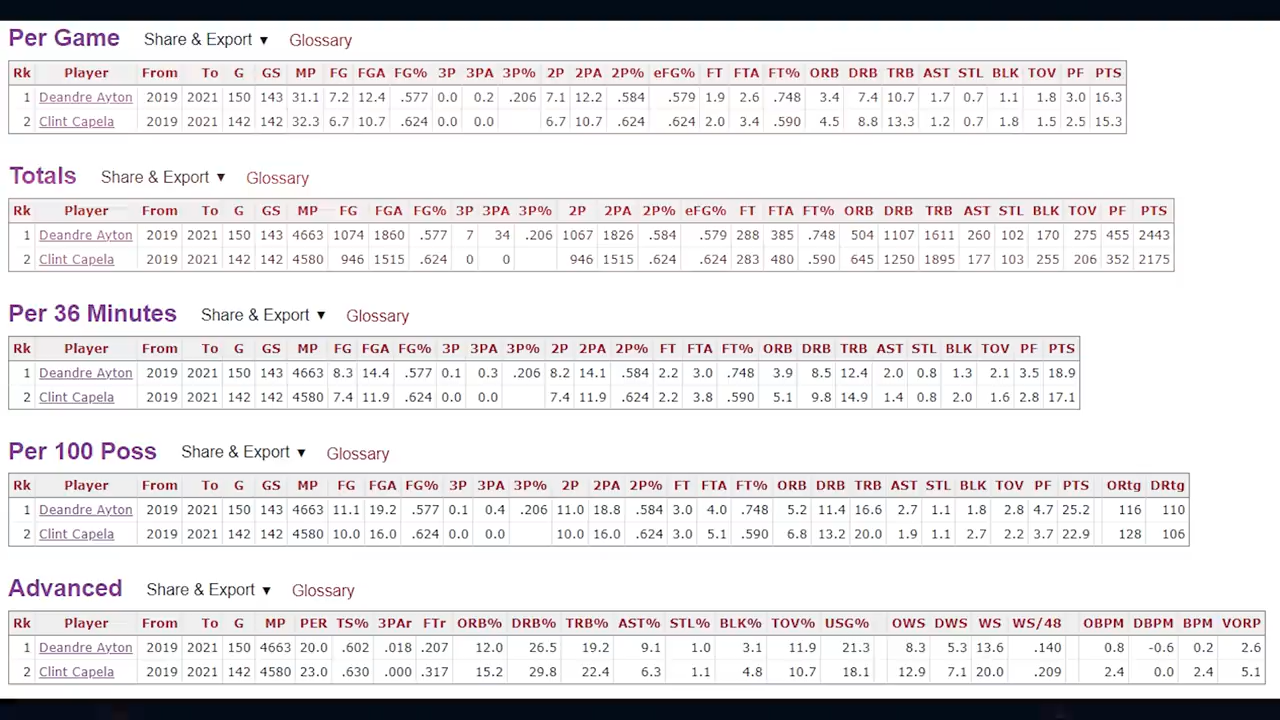 Per Game Share & Export ▼ Glossary
Rk Player From To G GS MP FG FGA FG% 3P 3PA 3P% 2P 2PA 2P% eFG% FT FTA FT% ORB DRB TRB AST STL BLK TOV PF PTS
1 Deandre Ayton 2019 2021 150 143 31.1 7.2 12.4 .577 0.0 0.2 .206 7.1 12.2 .584 .579 1.9 2.6 .748 3.4 7.4 10.7 1.7 0.7 1.1 1.8 3.0 16.3
2 Clint Capela 2019 2021 142 142 32.3 6.7 10.7 .624 0.0 0.0 6.7 10.7 .624 .624 2.0 3.4 .590 4.5 8.8 13.3 1.2 0.7 1.8 1.5 2.5 15.3
Totals Share & Export ▼ Glossary
Rk Player From To G GS MP FG FGA FG% 3P 3PA 3P% 2P 2PA 2P% eFG% FT FTA FT% ORB DRB TRB AST STL BLK TOV PF PTS
1 Deandre Ayton 2019 2021 150 143 4663 1074 1860 .577 7 34 .206 1067 1826 .584 .579 288 385 .748 504 1107 1611 260 102 170 275 455 2443
2 Clint Capela 2019 2021 142 142 4580 946 1515 .624 0 0 946 1515 .624 .624 283 480 .590 645 1250 1895 177 103 255 206 352 2175
Per 36 Minutes Share & Export ▼ Glossary
Rk Player From To G GS MP FG FGA FG% 3P 3PA 3P% 2P 2PA 2P% FT FTA FT% ORB DRB TRB AST STL BLK TOV PF PTS
1 Deandre Ayton 2019 2021 150 143 4663 8.3 14.4 .577 0.1 0.3 .206 8.2 14.1 .584 2.2 3.0 .748 3.9 8.5 12.4 2.0 0.8 1.3 2.1 3.5 18.9
2 Clint Capela 2019 2021 142 142 4580 7.4 11.9 .624 0.0 0.0 7.4 11.9 .624 2.2 3.8 .590 5.1 9.8 14.9 1.4 0.8 2.0 1.6 2.8 17.1
Per 100 Poss Share & Export ▼ Glossary
Rk Player From To G GS MP FG FGA FG% 3P 3PA 3P% 2P 2PA 2P% FT FTA FT% ORB DRB TRB AST STL BLK TOV PF PTS ORtg DRtg
1 Deandre Ayton 2019 2021 150 143 4663 11.1 19.2 .577 0.1 0.4 .206 11.0 18.8 .584 3.0 4.0 .748 5.2 11.4 16.6 2.7 1.1 1.8 2.8 4.7 25.2 116 110
2 Clint Capela 2019 2021 142 142 4580 10.0 16.0 .624 0.0 0.0 10.0 16.0 .624 3.0 5.1 .590 6.8 13.2 20.0 1.9 1.1 2.7 2.2 3.7 22.9 128 106
Advanced Share & Export ▼ Glossary
Rk Player From To G MP PER TS% 3PAr FTr ORB% DRB% TRB% AST% STL% BLK% TOV% USG% OWS DWS WS WS/48 OBPM DBPM BPM VORP
1 Deandre Ayton 2019 2021 150 4663 20.0 .602 .018 .207 12.0 26.5 19.2 9.1 1.0 3.1 11.9 21.3 8.3 5.3 13.6 .140 0.8 -0.6 0.2 2.6
2 Clint Capela 2019 2021 142 4580 23.0 .630 .000 .317 15.2 29.8 22.4 6.3 1.1 4.8 10.7 18.1 12.9 7.1 20.0 .209 2.4 0.0 2.4 5.1